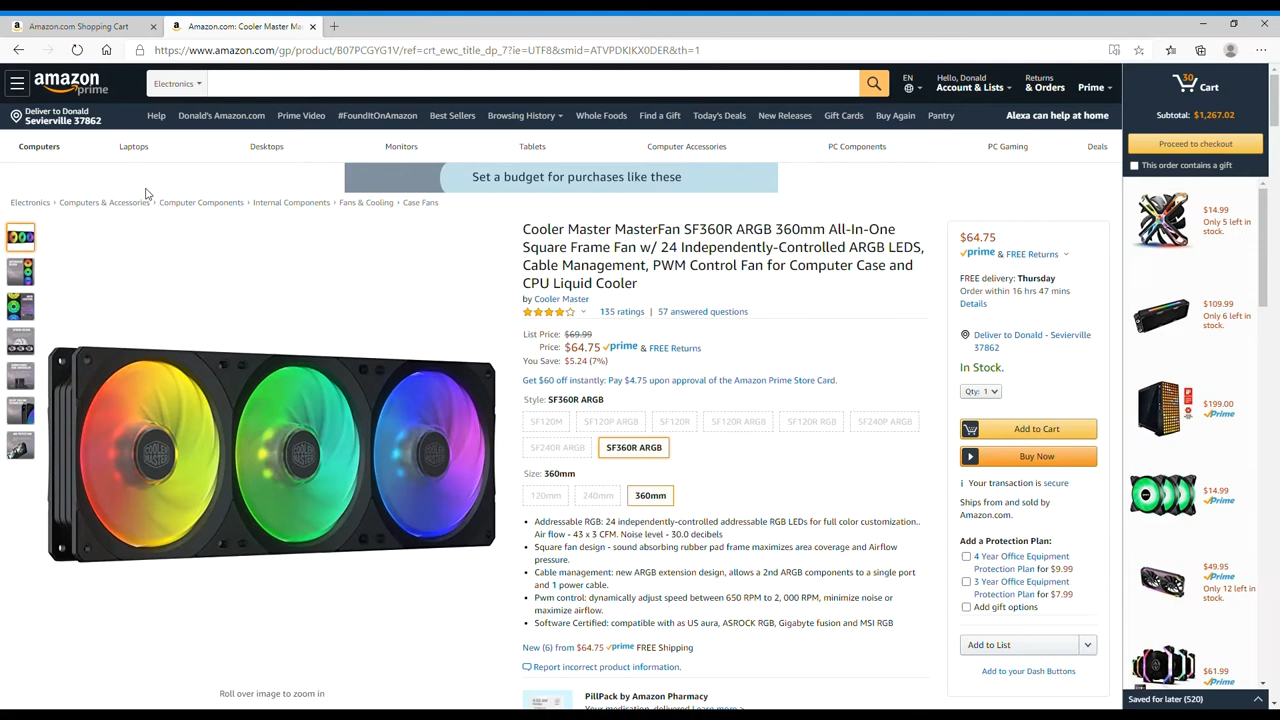 Amazon.com Shopping Cart
Amazon.com: Cooler Master Ma
https://www.amazon.com/gp/product/B07PCGYG1V/ref=crt_ewc_title_dp_7?ie=UTF8&smid=ATVPDKIKX0DER&th=1
amazon prime
Electronics
EN
Hello, Donald
Account & Lists
Returns
& Orders
Prime
30
Cart
Deliver to Donald
Sevierville 37862
Help
Donald's Amazon.com
Prime Video
#FoundItOnAmazon
Best Sellers
Browsing History
Whole Foods
Find a Gift
Today's Deals
New Releases
Gift Cards
Buy Again
Pantry
Alexa can help at home
Subtotal: $1,267.02
Proceed to checkout
This order contains a gift
Computers
Laptops
Desktops
Monitors
Tablets
Computer Accessories
PC Components
PC Gaming
Deals
Set a budget for purchases like these
Electronics › Computers & Accessories › Computer Components › Internal Components › Fans & Cooling › Case Fans
Cooler Master MasterFan SF360R ARGB 360mm All-In-One
Square Frame Fan w/ 24 Independently-Controlled ARGB LEDS,
Cable Management, PWM Control Fan for Computer Case and
CPU Liquid Cooler
by Cooler Master
135 ratings | 57 answered questions
List Price: $69.99
Price: $64.75 prime & FREE Returns
You Save: $5.24 (7%)
Get $60 off instantly: Pay $4.75 upon approval of the Amazon Prime Store Card.
Style: SF360R ARGB
SF120M
SF120P ARGB
SF120R
SF120R ARGB
SF120R RGB
SF240P ARGB
SF240R ARGB
SF360R ARGB
Size: 360mm
120mm
240mm
360mm
• Addressable RGB: 24 independently-controlled addressable RGB LEDs for full color customization..
Air flow - 43 x 3 CFM. Noise level - 30.0 decibels
• Square fan design - sound absorbing rubber pad frame maximizes area coverage and Airflow
pressure.
• Cable management: new ARGB extension design, allows a 2nd ARGB components to a single port
and 1 power cable.
• Pwm control: dynamically adjust speed between 650 RPM to 2, 000 RPM, minimize noise or
maximize airflow.
• Software Certified: compatible with as US aura, ASROCK RGB, Gigabyte fusion and MSI RGB
New (6) from $64.75 prime FREE Shipping
Report incorrect product information.
PillPack by Amazon Pharmacy
Your medication, delivered Learn more >
COOLER MASTER
COOLER MASTER
COOLER MASTER
Roll over image to zoom in
$64.75
prime & FREE Returns
FREE delivery: Thursday
Order within 16 hrs 47 mins
Details
Deliver to Donald - Sevierville
37862
In Stock.
Qty: 1
Add to Cart
Buy Now
Your transaction is secure
Ships from and sold by
Amazon.com.
Add a Protection Plan:
4 Year Office Equipment
Protection Plan for $9.99
3 Year Office Equipment
Protection Plan for $7.99
Add gift options
Add to List
Add to your Dash Buttons
$14.99
Only 5 left in
stock.
$109.99
Only 6 left in
stock.
$199.00
Prime
$14.99
Prime
$49.95
Prime
Only 12 left in
stock.
$61.99
Prime
Saved for later (520)